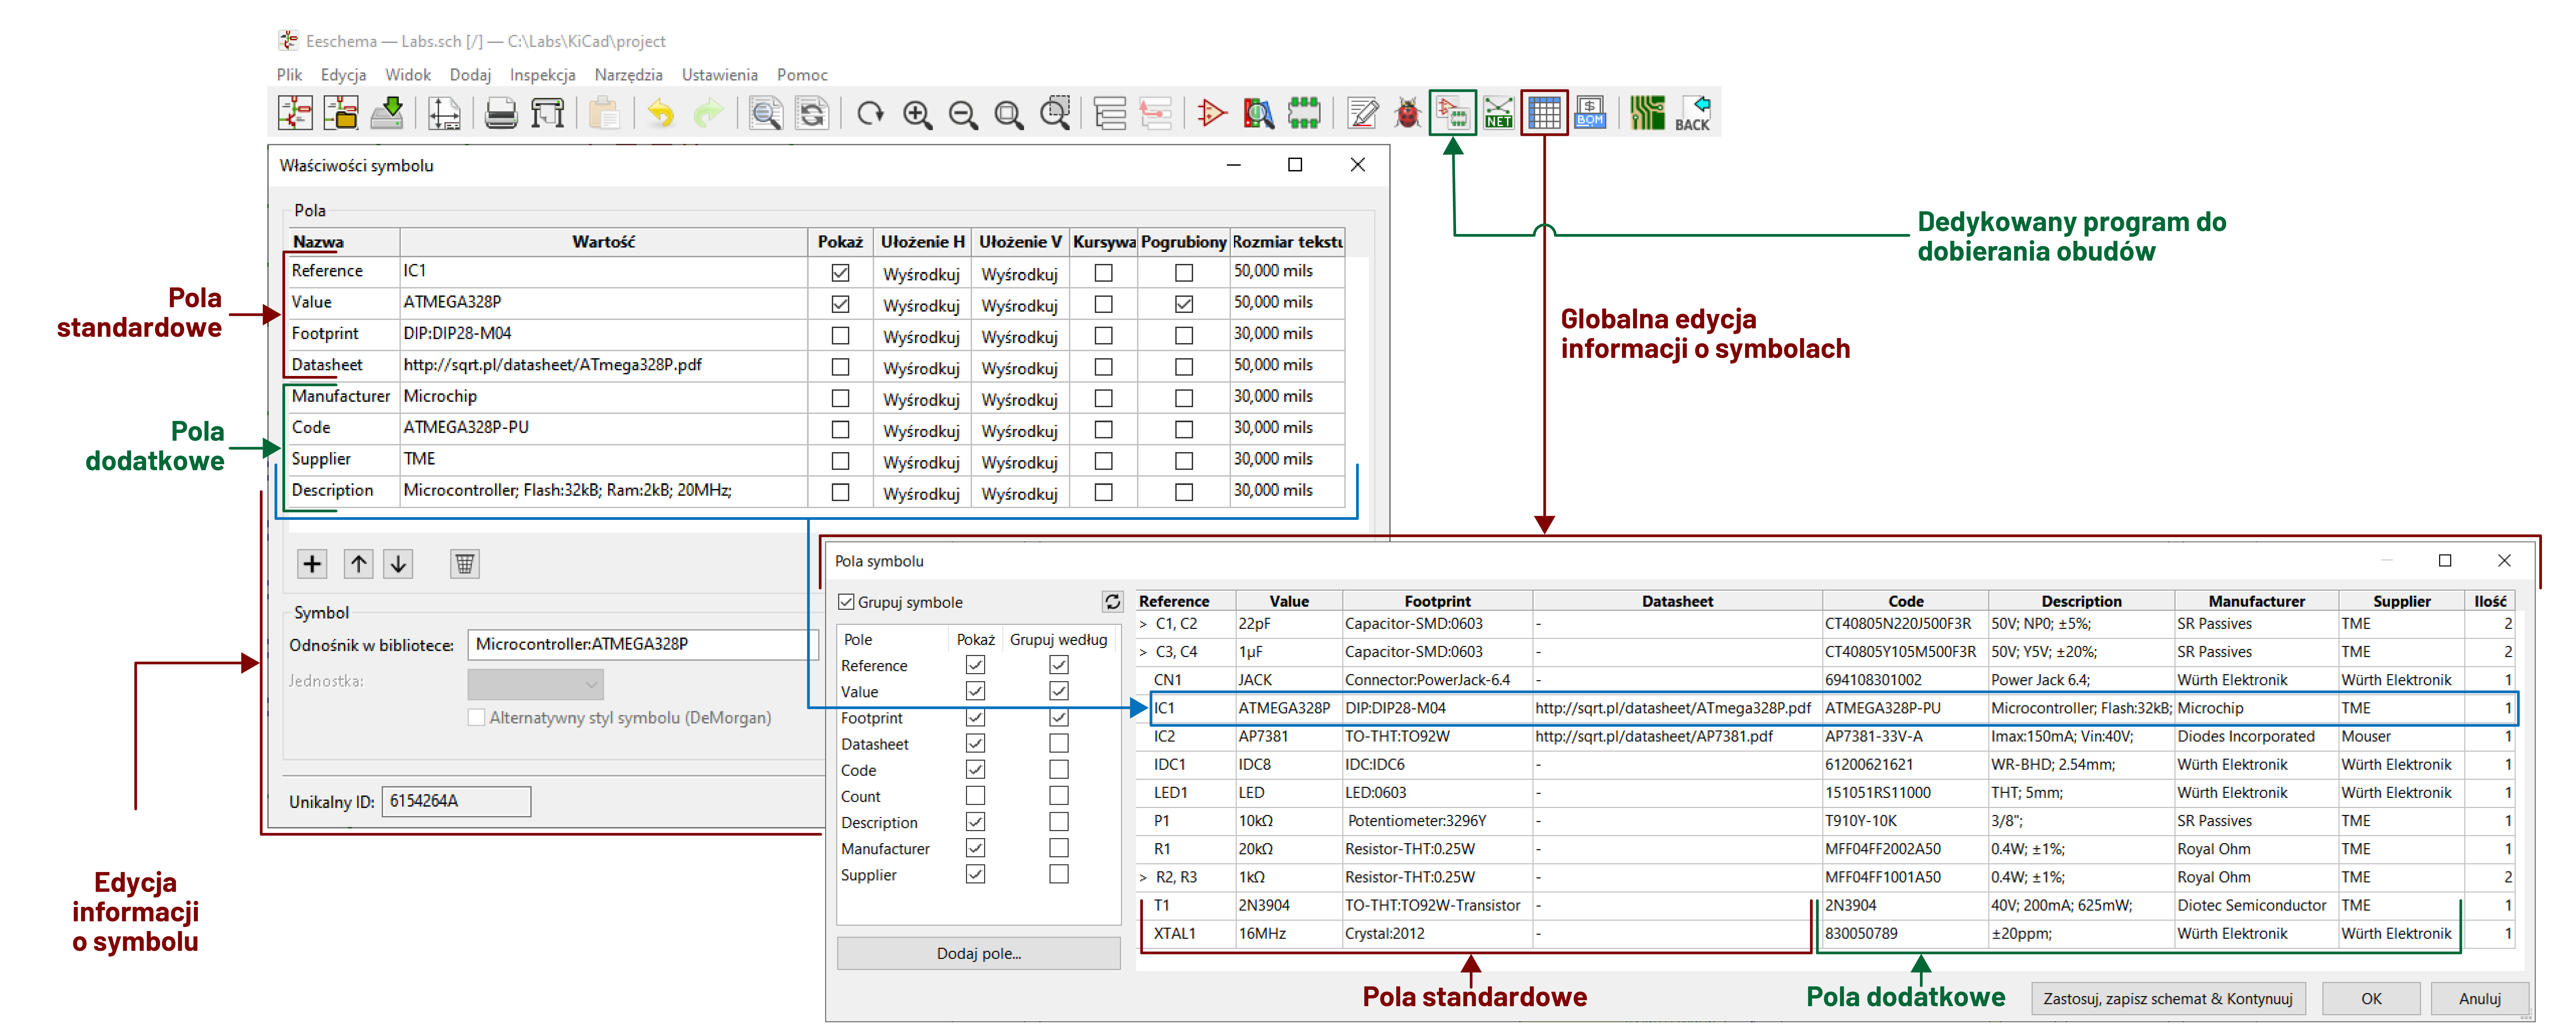 Eeschema — Labs.sch [/] — C:\Labs\KiCad\project
Plik Edycja Widok Dodaj Inspekcja Narzędzia Ustawienia Pomoc
NET
$
BOM
BACK
Właściwości symbolu
Pola
Nazwa Wartość Pokaż Ułożenie H Ułożenie V Kursywa Pogrubiony Rozmiar tekstu
Reference IC1 Wyśrodkuj Wyśrodkuj 50,000 mils
Value ATMEGA328P Wyśrodkuj Wyśrodkuj 50,000 mils
Footprint DIP:DIP28-M04 Wyśrodkuj Wyśrodkuj 30,000 mils
Datasheet http://sqrt.pl/datasheet/ATmega328P.pdf Wyśrodkuj Wyśrodkuj 50,000 mils
Manufacturer Microchip Wyśrodkuj Wyśrodkuj 30,000 mils
Code ATMEGA328P-PU Wyśrodkuj Wyśrodkuj 30,000 mils
Supplier TME Wyśrodkuj Wyśrodkuj 30,000 mils
Description Microcontroller; Flash:32kB; Ram:2kB; 20MHz; Wyśrodkuj Wyśrodkuj 30,000 mils
Pola
standardowe
Pola
dodatkowe
Dedykowany program do
dobierania obudów
Globalna edycja
informacji o symbolach
Symbol
Odnośnik w bibliotece: Microcontroller:ATMEGA328P
Jednostka:
Alternatywny styl symbolu (DeMorgan)
Unikalny ID: 6154264A
Edycja
informacji
o symbolu
Pola symbolu
Grupuj symbole
Pole Pokaż Grupuj według
Reference
Value
Footprint
Datasheet
Code
Count
Description
Manufacturer
Supplier
Dodaj pole...
Reference Value Footprint Datasheet Code Description Manufacturer Supplier Ilość
> C1, C2 22pF Capacitor-SMD:0603 - CT40805N220J500F3R 50V; NP0; ±5%; SR Passives TME 2
> C3, C4 1µF Capacitor-SMD:0603 - CT40805Y105M500F3R 50V; Y5V; ±20%; SR Passives TME 2
CN1 JACK Connector:PowerJack-6.4 - 694108301002 Power Jack 6.4; Würth Elektronik Würth Elektronik 1
IC1 ATMEGA328P DIP:DIP28-M04 http://sqrt.pl/datasheet/ATmega328P.pdf ATMEGA328P-PU Microcontroller; Flash:32kB; Microchip TME 1
IC2 AP7381 TO-THT:TO92W http://sqrt.pl/datasheet/AP7381.pdf AP7381-33V-A Imax:150mA; Vin:40V; Diodes Incorporated Mouser 1
IDC1 IDC8 IDC:IDC6 - 61200621621 WR-BHD; 2.54mm; Würth Elektronik Würth Elektronik 1
LED1 LED LED:0603 - 151051RS11000 THT; 5mm; Würth Elektronik Würth Elektronik 1
P1 10kΩ Potentiometer:3296Y - T910Y-10K 3/8"; SR Passives TME 1
R1 20kΩ Resistor-THT:0.25W - MFF04FF2002A50 0.4W; ±1%; Royal Ohm TME 1
> R2, R3 1kΩ Resistor-THT:0.25W - MFF04FF1001A50 0.4W; ±1%; Royal Ohm TME 2
T1 2N3904 TO-THT:TO92W-Transistor - 2N3904 40V; 200mA; 625mW; Diotec Semiconductor TME 1
XTAL1 16MHz Crystal:2012 - 830050789 ±20ppm; Würth Elektronik Würth Elektronik 1
Pola standardowe
Pola dodatkowe
Zastosuj, zapisz schemat & Kontynuuj OK Anuluj